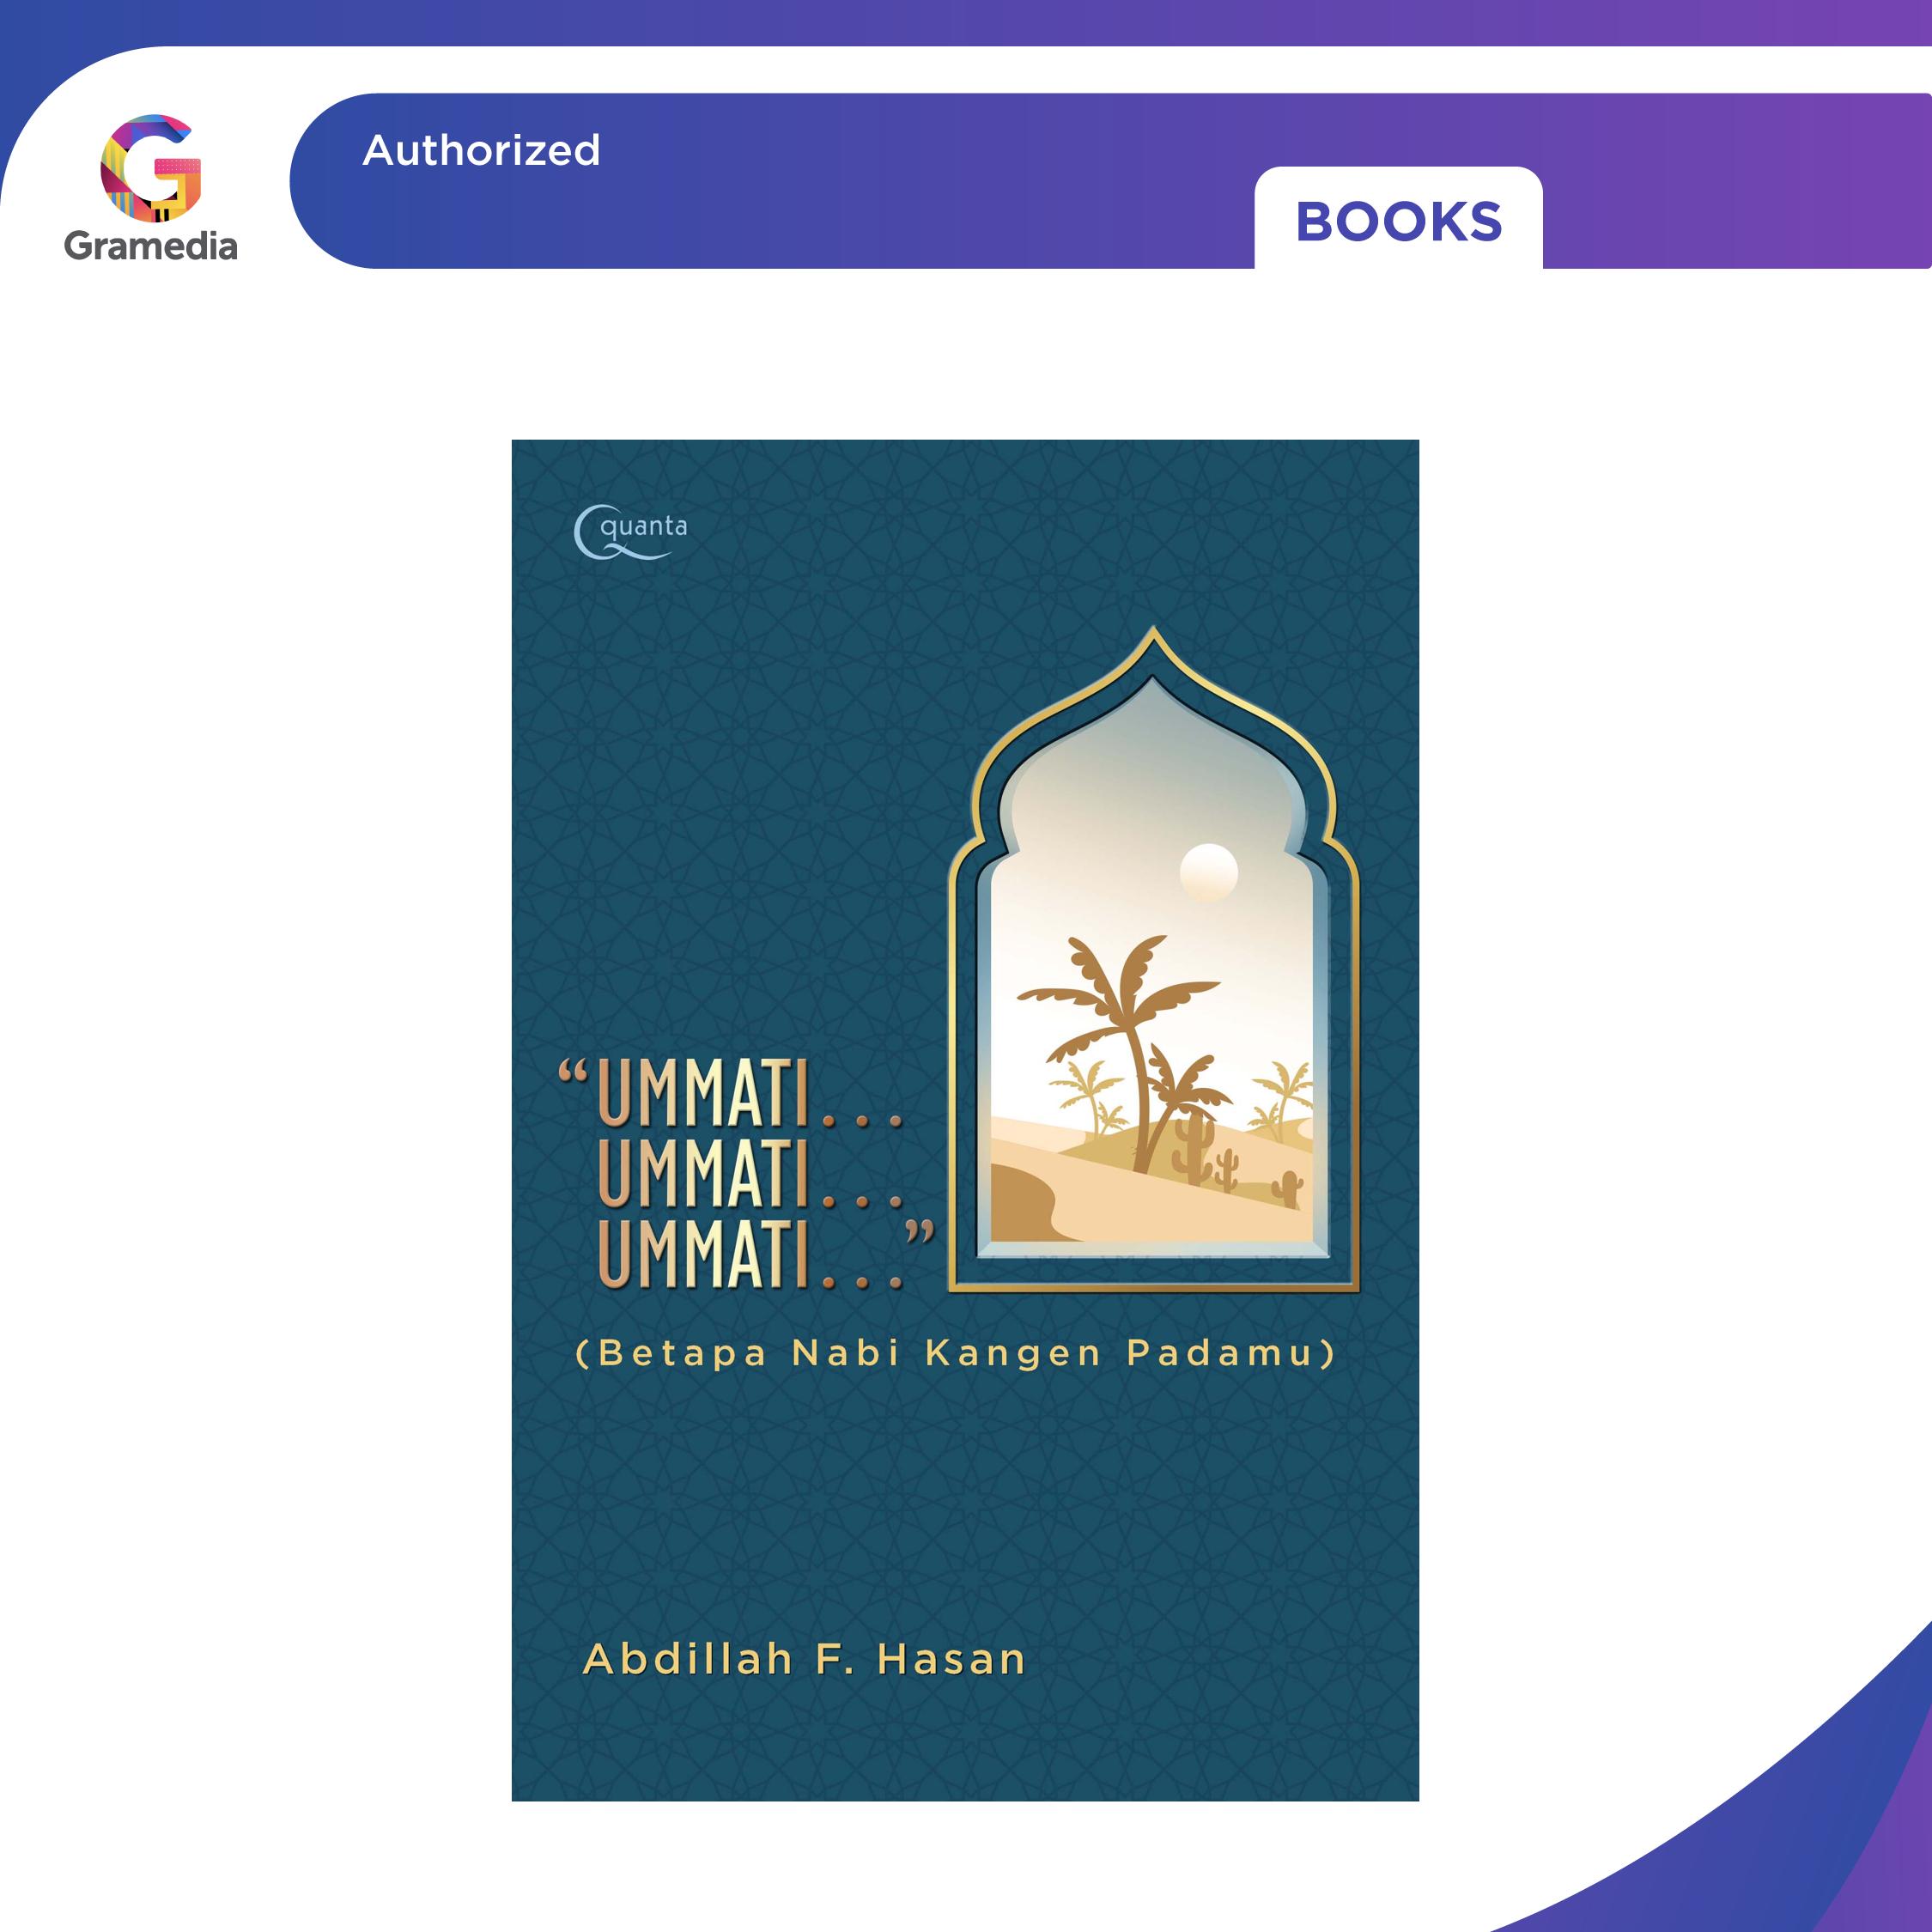 Authorized
Gramedia
BOOKS
quanta
“UMMATI...
UMMATI...
UMMATI...”
(Betapa Nabi Kangen Padamu)
Abdillah F. Hasan